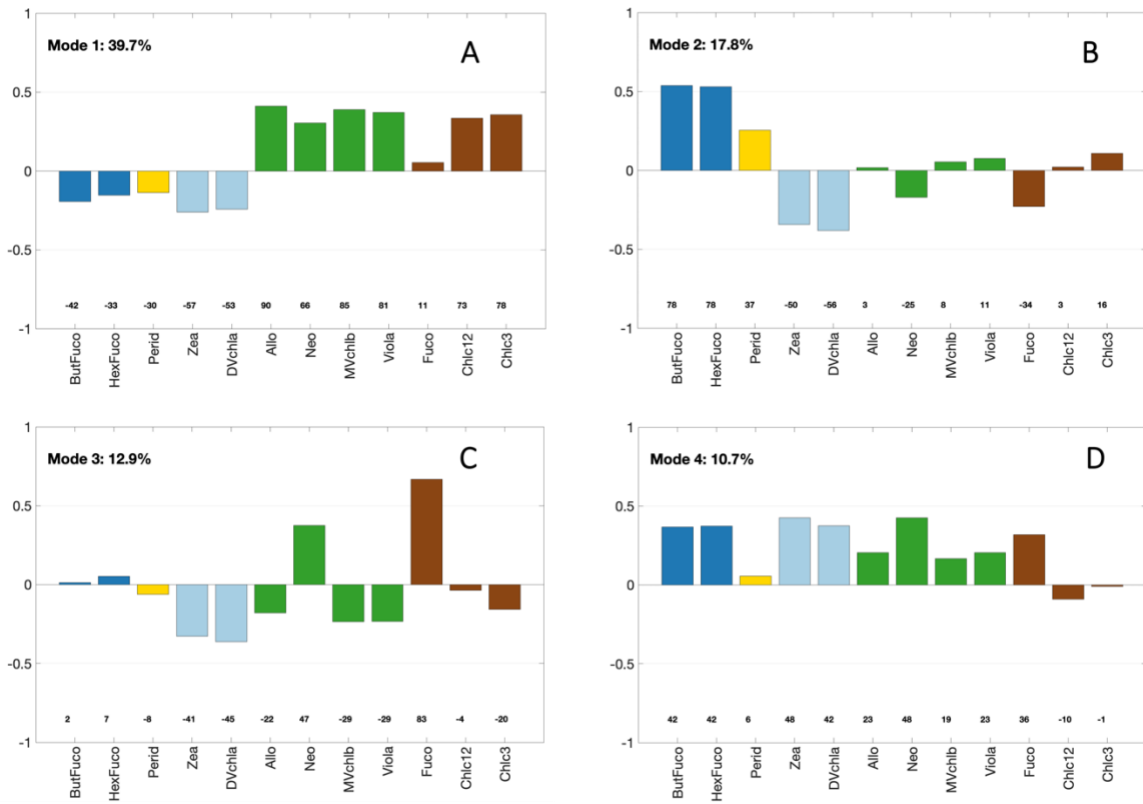 1
Mode 1: 39.7%
A
0.5
0
-0.5
-42 -33 -30 -57 -53 90 66 85 81 11 73 78
-1
ButFuco HexFuco Perid Zea DVchla Allo Neo MVchlb Viola Fuco Chlc12 Chlc3
1
Mode 2: 17.8%
B
0.5
0
-0.5
78 78 37 -50 -56 3 -25 8 11 -34 3 16
-1
ButFuco HexFuco Perid Zea DVchla Allo Neo MVchlb Viola Fuco Chlc12 Chlc3
1
Mode 3: 12.9%
C
0.5
0
-0.5
2 7 -8 -41 -45 -22 47 -29 -29 83 -4 -20
-1
ButFuco HexFuco Perid Zea DVchla Allo Neo MVchlb Viola Fuco Chlc12 Chlc3
1
Mode 4: 10.7%
D
0.5
0
-0.5
42 42 6 48 42 23 48 19 23 36 -10 -1
-1
ButFuco HexFuco Perid Zea DVchla Allo Neo MVchlb Viola Fuco Chlc12 Chlc3